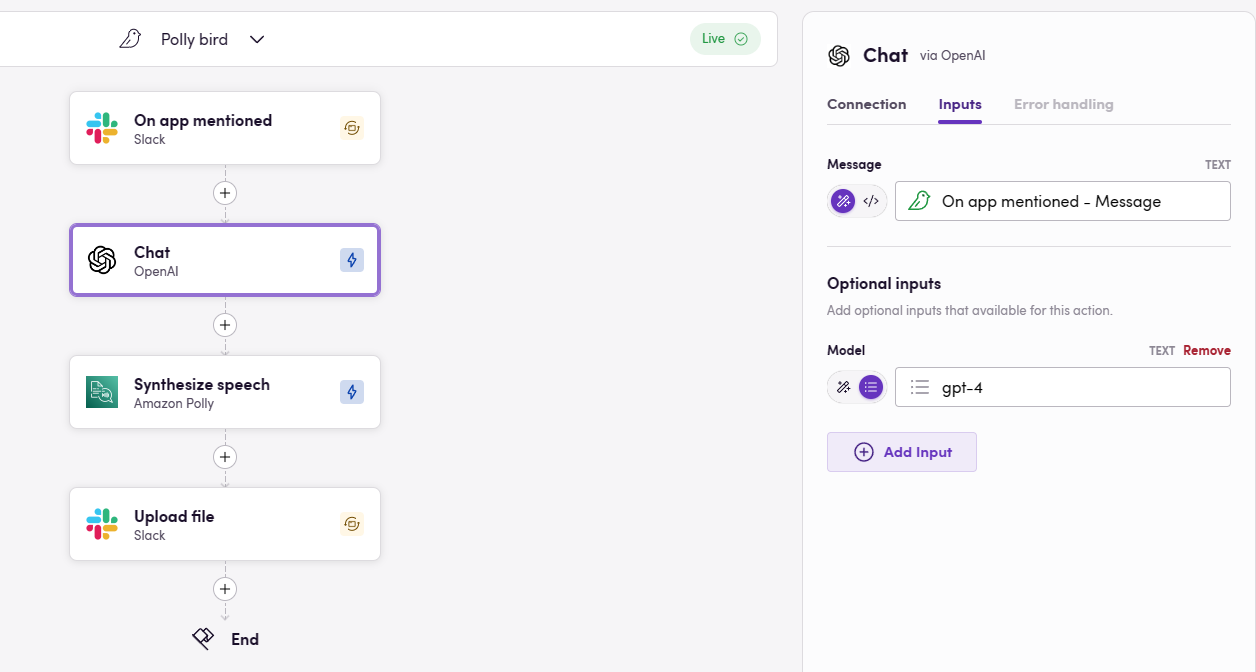 Polly bird
Live
On app mentioned
Slack
Chat
OpenAI
Synthesize speech
Amazon Polly
Upload file
Slack
End
Chat via OpenAI
Connection Inputs Error handling
Message TEXT
</> On app mentioned - Message
Optional inputs
Add optional inputs that available for this action.
Model TEXT Remove
gpt-4
Add Input